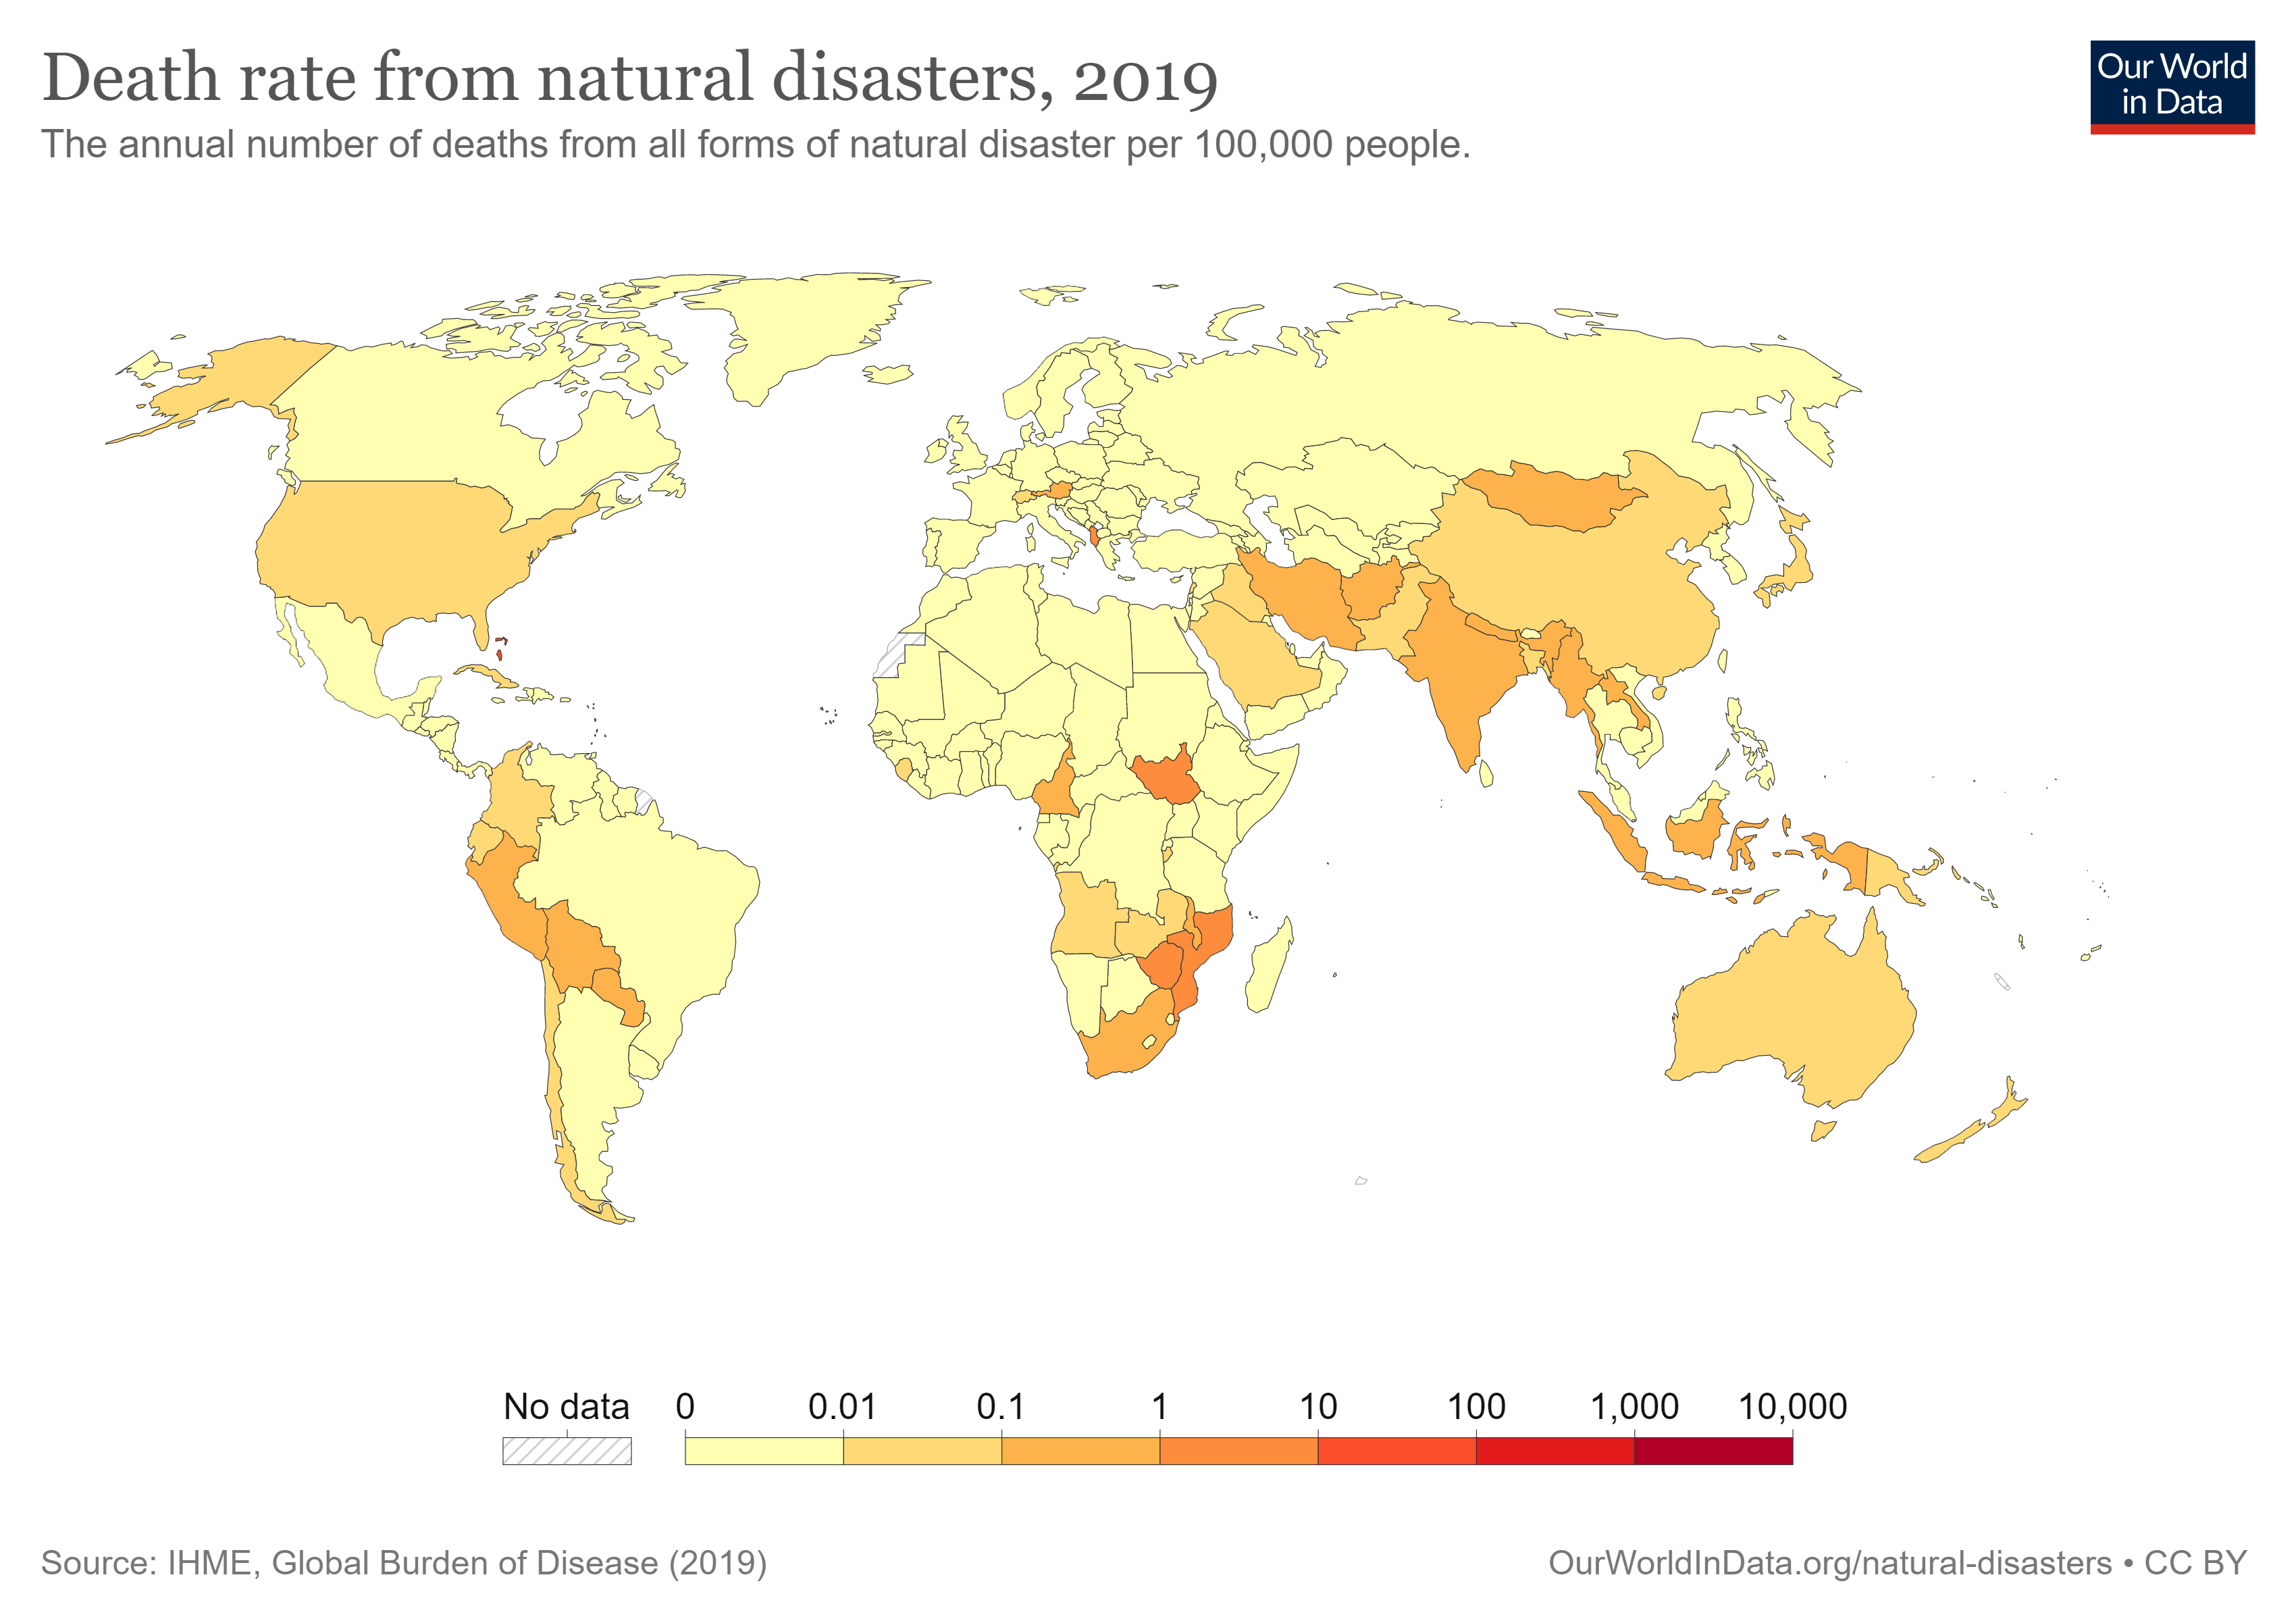 Death rate from natural disasters, 2019
The annual number of deaths from all forms of natural disaster per 100,000 people.
Our World
in Data
No data 0 0.01 0.1 1 10 100 1,000 10,000
Source: IHME, Global Burden of Disease (2019)
OurWorldInData.org/natural-disasters • CC BY